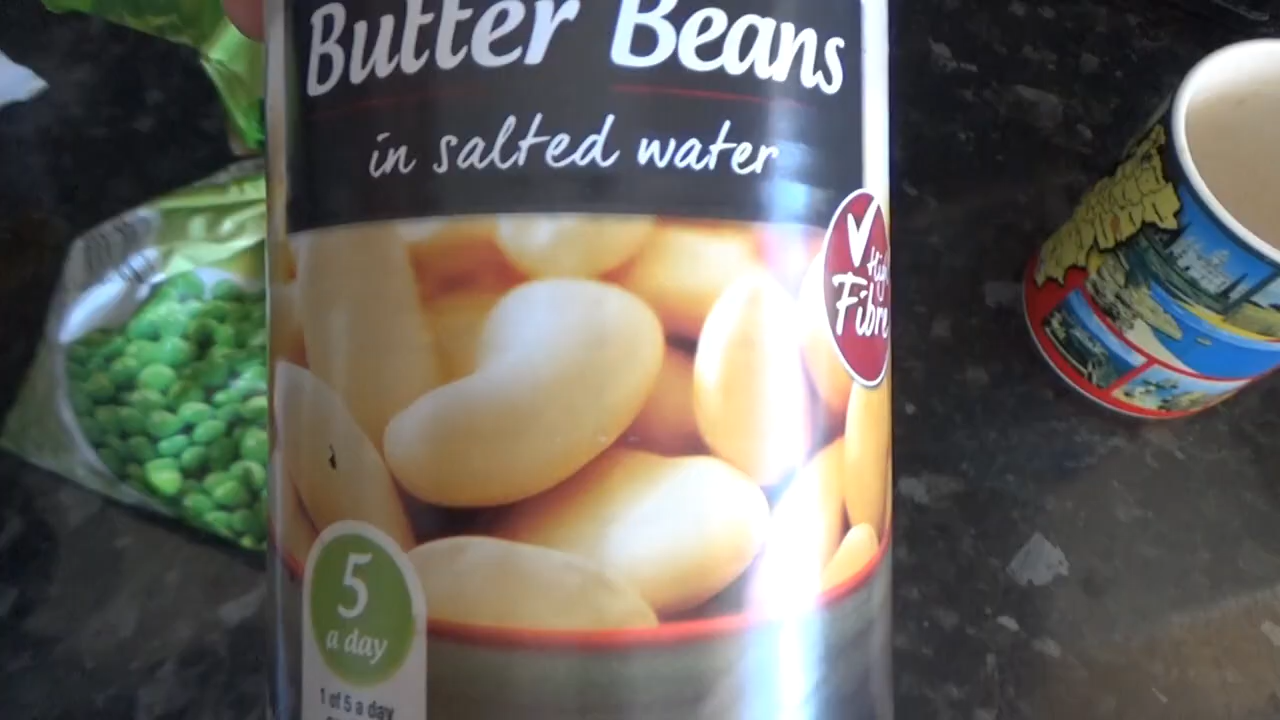 Butter Beans
in salted water
High
Fibre
5
a day
1 of 5 a day